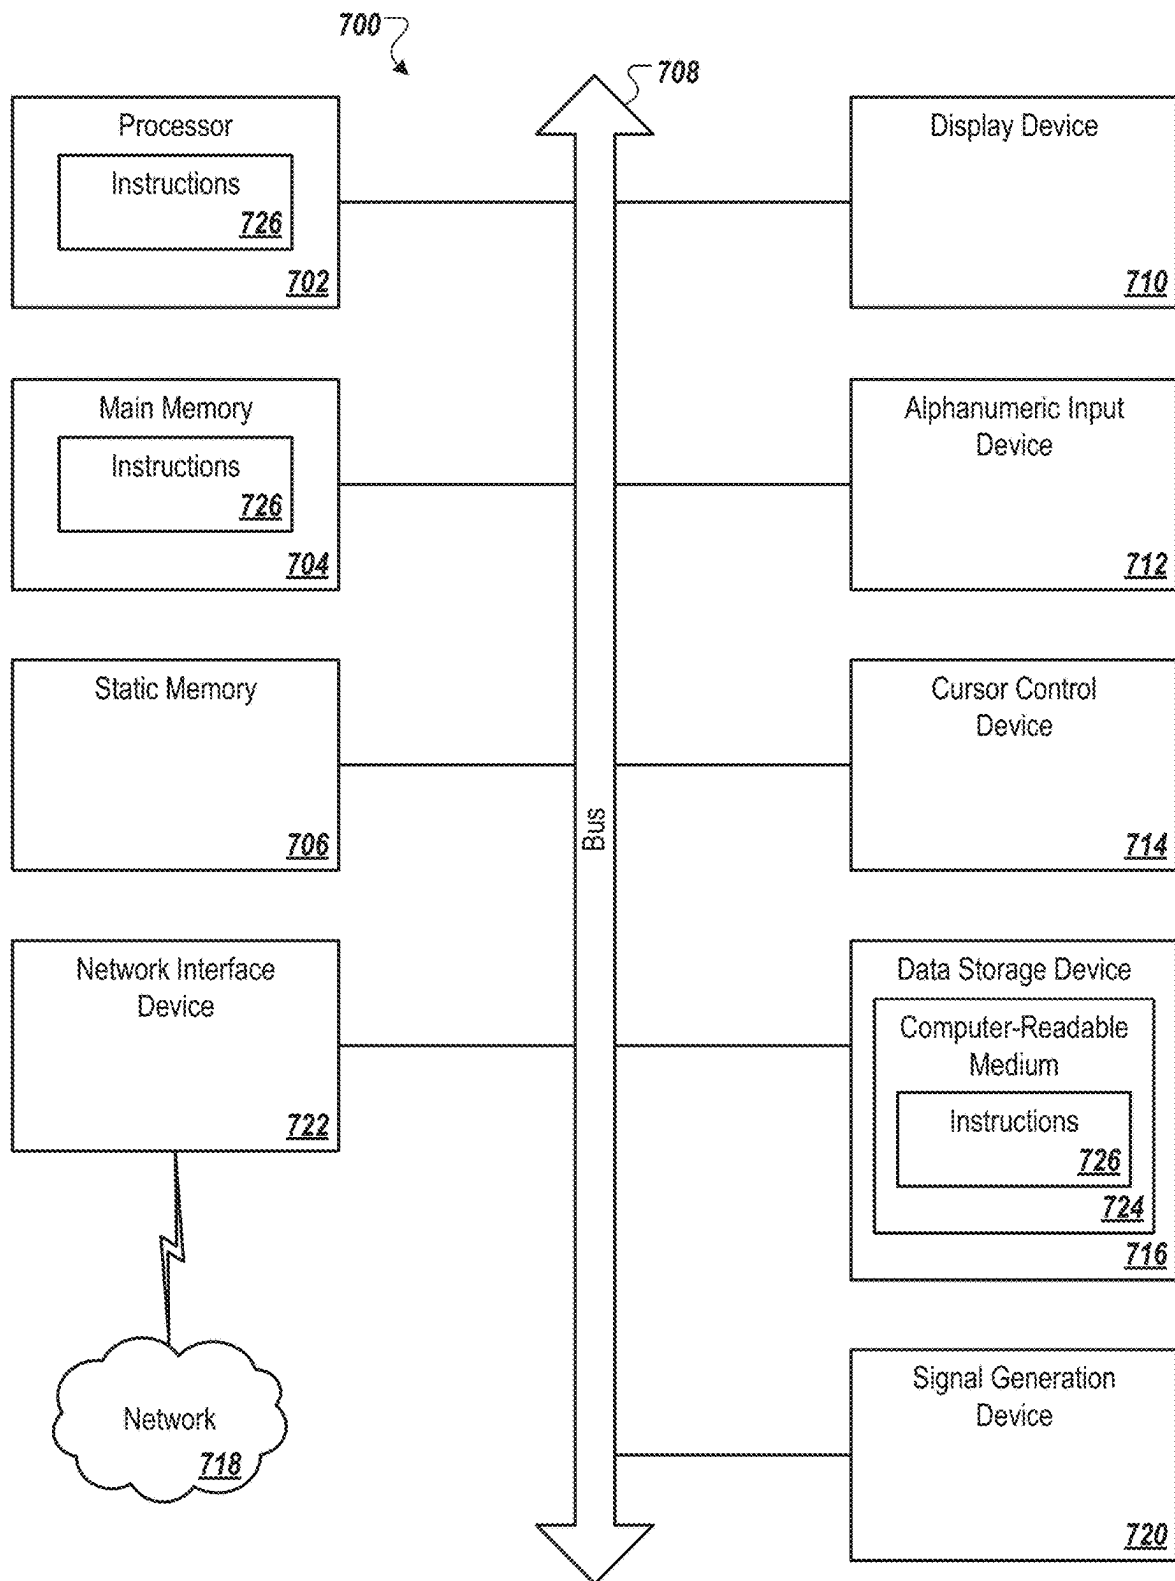 700
708
Processor
Instructions
726
702
Display Device
710
Main Memory
Instructions
726
704
Alphanumeric Input
Device
712
Static Memory
706
Cursor Control
Device
714
Bus
Network Interface
Device
722
Data Storage Device
Computer-Readable
Medium
Instructions
726
724
716
Network
718
Signal Generation
Device
720